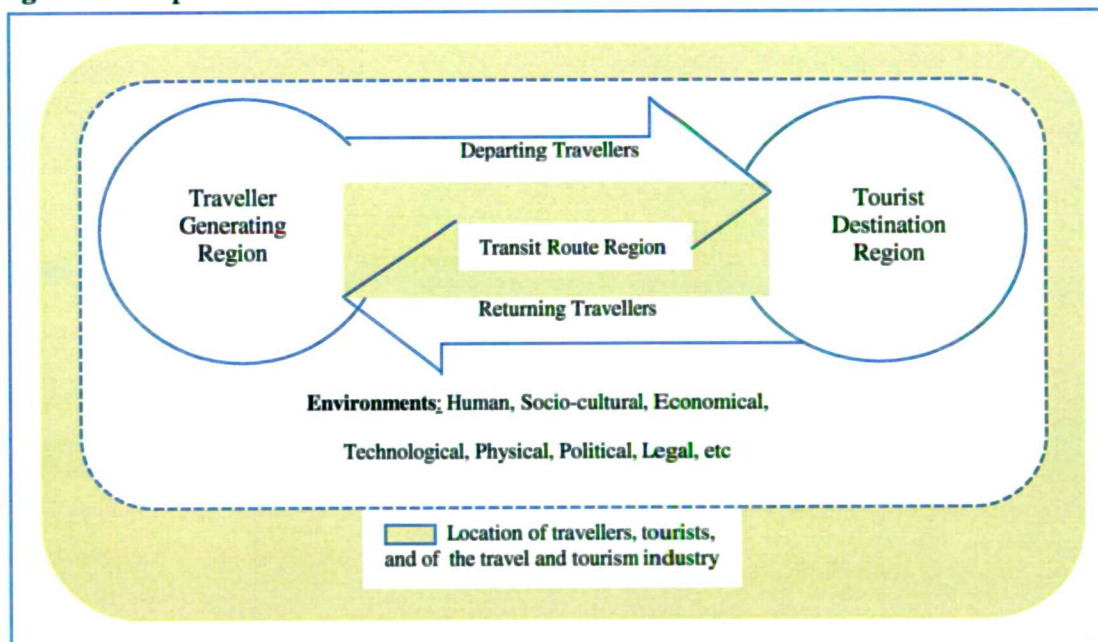 Departing Travellers
Traveller
Generating
Region
Transit Route Region
Tourist
Destination
Region
Returning Travellers
Environments: Human, Socio-cultural, Economical,
Technological, Physical, Political, Legal, etc
Location of travellers, tourists,
and of the travel and tourism industry